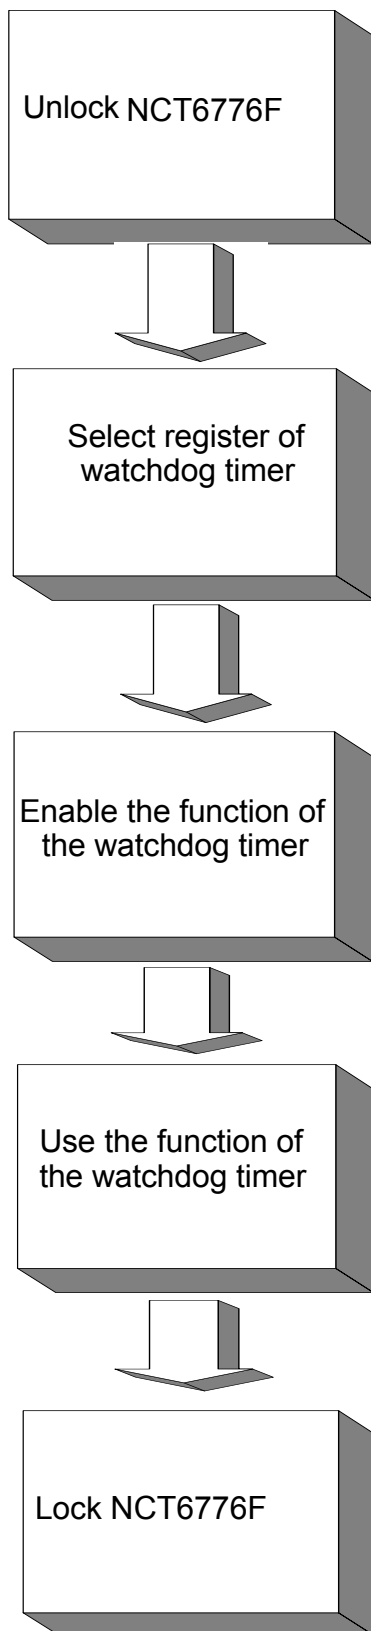 Unlock NCT6776F
Select register of
watchdog timer
Enable the function of
the watchdog timer
Use the function of
the watchdog timer
Lock NCT6776F